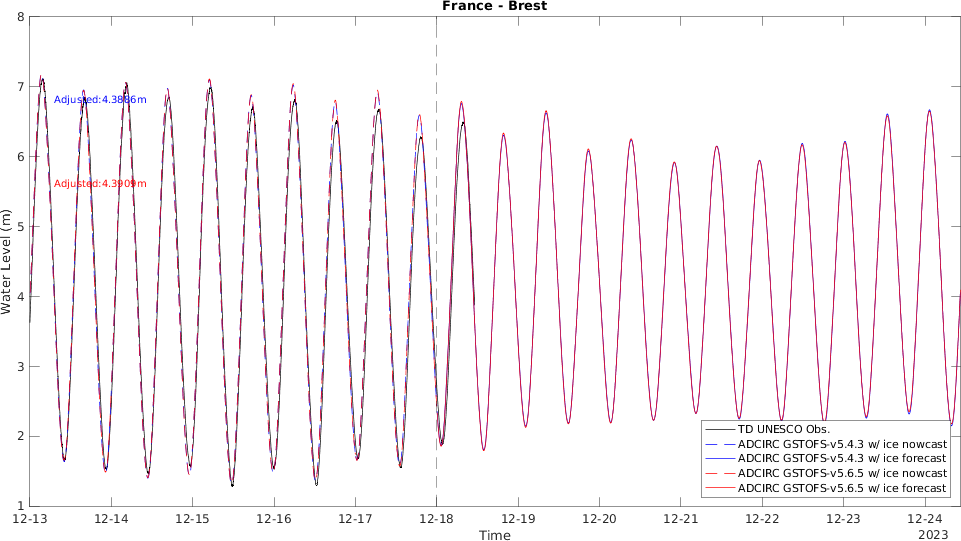 France - Brest
8
7
6
5
4
3
2
1
Water Level (m)
Adjusted:4.3886m
Adjusted:4.3909m
TD UNESCO Obs.
ADCIRC GSTOFS-v5.4.3 w/ ice nowcast
ADCIRC GSTOFS-v5.4.3 w/ ice forecast
ADCIRC GSTOFS-v5.6.5 w/ ice nowcast
ADCIRC GSTOFS-v5.6.5 w/ ice forecast
12-13 12-14 12-15 12-16 12-17 12-18 12-19 12-20 12-21 12-22 12-23 12-24
Time
2023